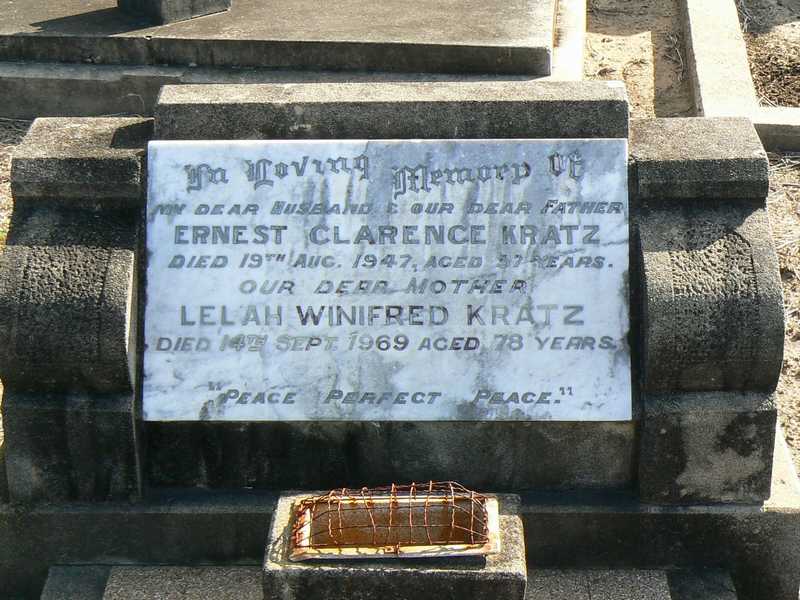 In Loving Memory Of
MY DEAR HUSBAND & OUR DEAR FATHER
ERNEST CLARENCE KRATZ
DIED 19TH AUG. 1947, AGED YEARS.
OUR DEAR MOTHER
LELAH WINIFRED KRATZ
DIED 14TH SEPT. 1969 AGED 78 YEARS.
"PEACE PERFECT PEACE."